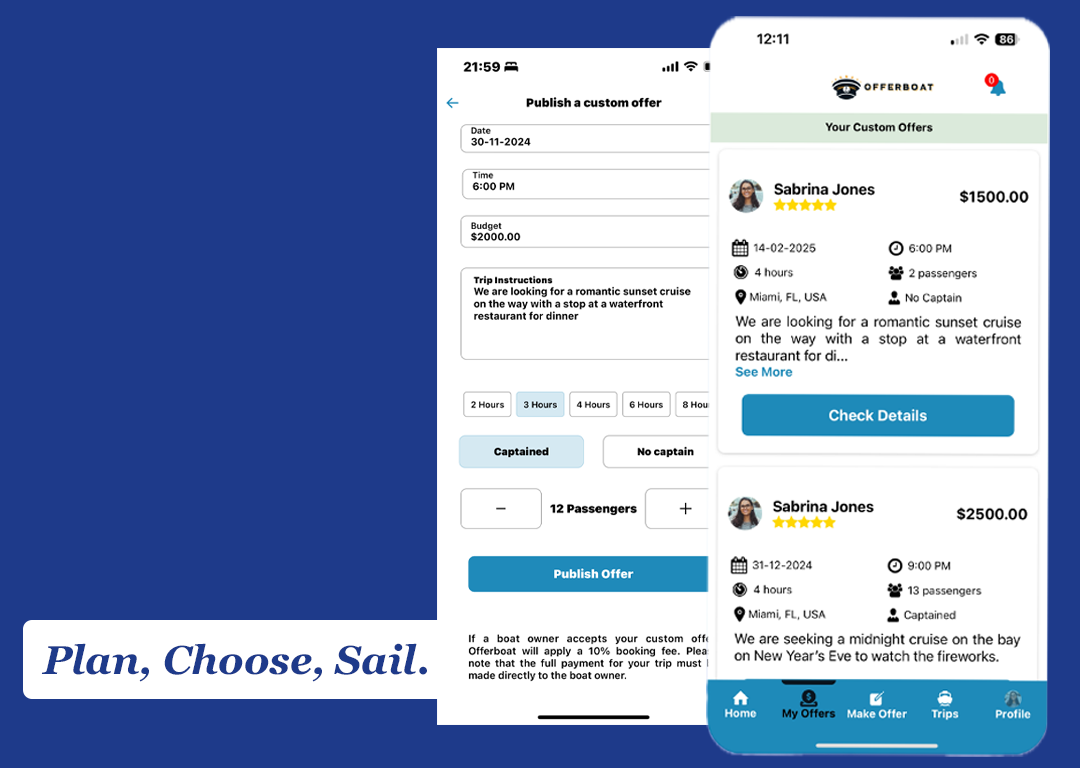 Plan, Choose, Sail.
21:59
Publish a custom offer
Date
30-11-2024
Time
6:00 PM
Budget
$2000.00
Trip Instructions
We are looking for a romantic sunset cruise
on the way with a stop at a waterfront
restaurant for dinner
2 Hours
3 Hours
4 Hours
6 Hours
8 Hou
Captained
No captain
−
12 Passengers
+
Publish Offer
If a boat owner accepts your custom off
Offerboat will apply a 10% booking fee. Pleas
note that the full payment for your trip must
made directly to the boat owner.
12:11
86
OFFERBOAT
0
Your Custom Offers
Sabrina Jones
$1500.00
14-02-2025
6:00 PM
4 hours
2 passengers
Miami, FL, USA
No Captain
We are looking for a romantic sunset cruise
on the way with a stop at a waterfront
restaurant for di...
See More
Check Details
Sabrina Jones
$2500.00
31-12-2024
9:00 PM
4 hours
13 passengers
Miami, FL, USA
Captained
We are seeking a midnight cruise on the bay
on New Year's Eve to watch the fireworks.
Home
My Offers
Make Offer
Trips
Profile